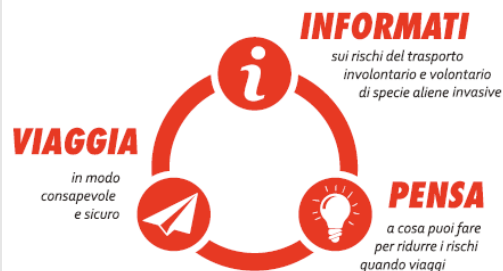 INFORMATI
sui rischi del trasporto
involontario e volontario
di specie aliene invasive
VIAGGIA
in modo
consapevole
e sicuro
PENSA
a cosa puoi fare
per ridurre i rischi
quando viaggi